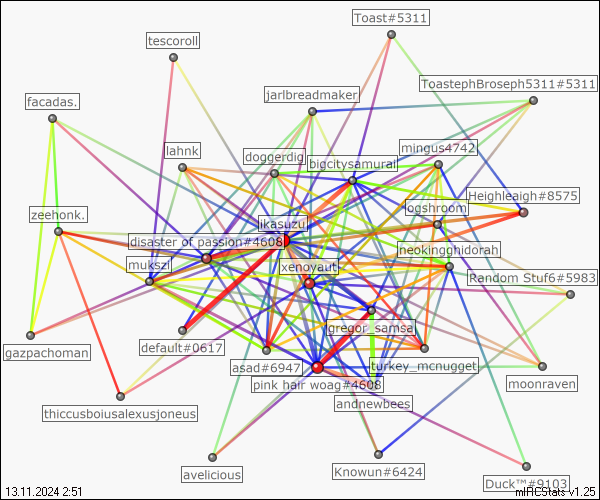 Toast#5311
tescoroll
ToastephBroseph5311#5311
jarlbreadmaker
facadas.
mingus4742
lahnk
doggerdig
bigcitysamurai
Heighleaigh#8575
logshroom
zeehonk.
ikasuzu
disaster of passion#4608
neokingghidorah
mukszi
xenoyaut
Random Stuf6#5983
gregor_samsa
gazpachoman
default#0617
asad#6947
turkey_mcnugget
pink hair woag#4608
moonraven
andnewbees
thiccusboiusalexusjoneus
avelicious
Knowun#6424
Duck™#9103
13.11.2024 2:51
mIRCStats v1.25